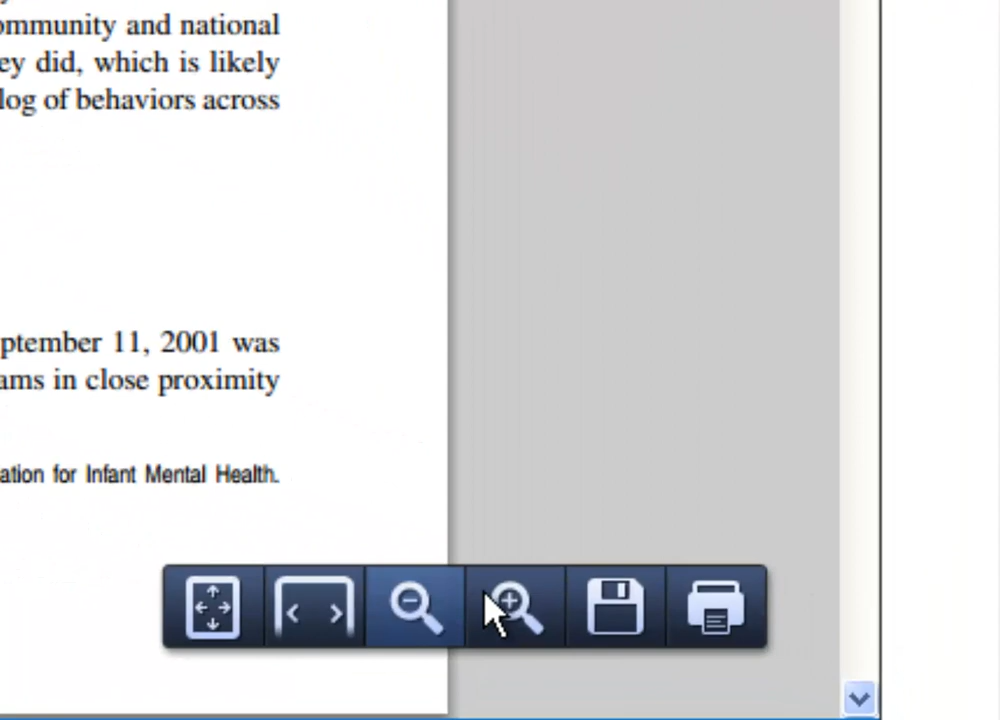 ommunity and national
ey did, which is likely
log of behaviors across
ptember 11, 2001 was
ams in close proximity
ation for Infant Mental Health.